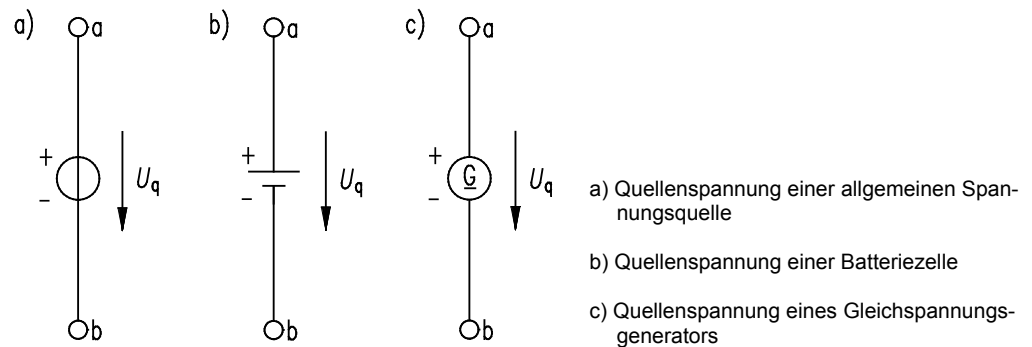 a) a b) a c) a
+ + +
U_q U_q G U_q
- - -
a) Quellenspannung einer allgemeinen Span-
nungsquelle
b) Quellenspannung einer Batteriezelle
c) Quellenspannung eines Gleichspannungs-
generators
b b b